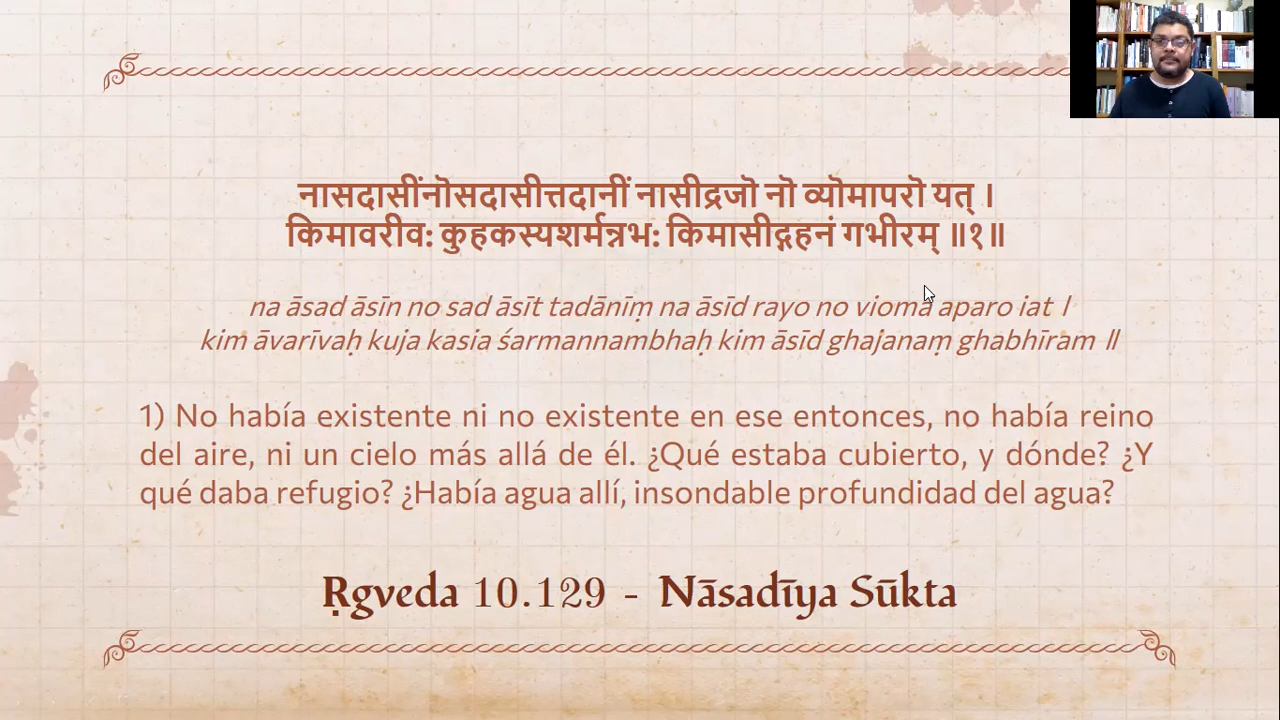 नासदासींनॊसदासीत्तदानीं नासीद्रजॊ नॊ व्यॊमापरॊ यत् ।
किमावरीव: कुहकस्यशर्मन्नभ: किमासीद्गहनं गभीरम् ॥१॥
na āsad āsīn no sad āsīt tadānīṃ na āsīd rayo no vioma aparo iat ǀ
kim āvarīvaḥ kuja kasia śarmannambhaḥ kim āsīd ghajanaṃ ghabhīram ǁ
1) No había existente ni no existente en ese entonces, no había reino
del aire, ni un cielo más allá de él. ¿Qué estaba cubierto, y dónde? ¿Y
qué daba refugio? ¿Había agua allí, insondable profundidad del agua?
Ṛgveda 10.129 - Nāsadīya Sūkta